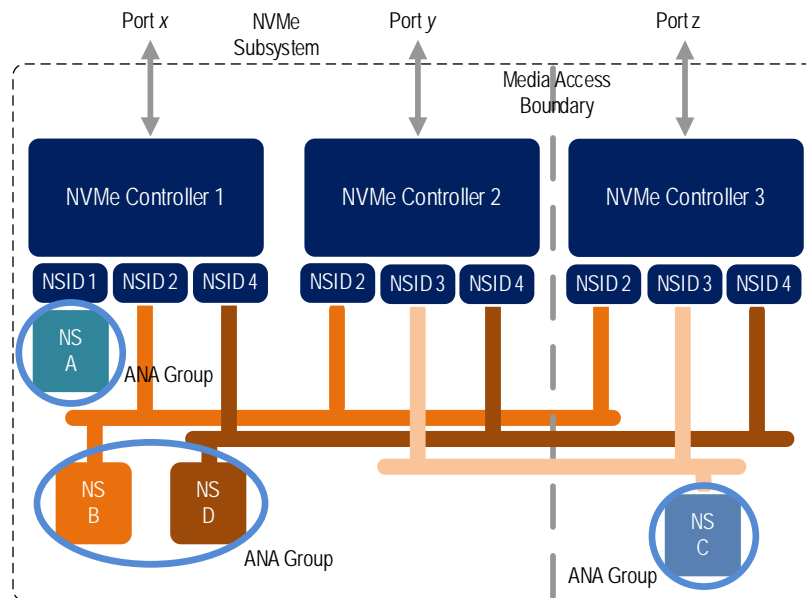 Port x
NVMe
Subsystem
Port y
Port z
Media Access
Boundary
NVMe Controller 1
NVMe Controller 2
NVMe Controller 3
NSID 1
NSID 2
NSID 4
NSID 2
NSID 3
NSID 4
NSID 2
NSID 3
NSID 4
NS
A
ANA Group
NS
B
NS
D
ANA Group
NS
C
ANA Group